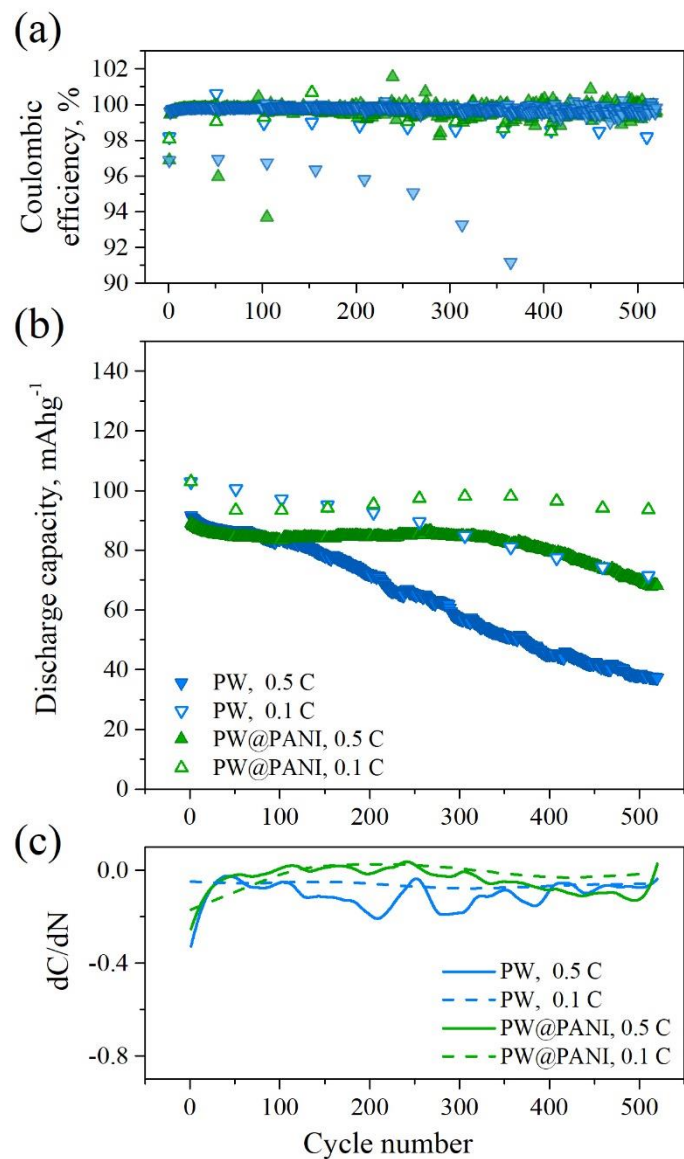 (a)
Coulombic
efficiency, %
102
100
98
96
94
92
90
0 100 200 300 400 500
(b)
Discharge capacity, mAhg⁻¹
140
120
100
80
60
40
20
0
PW, 0.5 C
PW, 0.1 C
PW@PANI, 0.5 C
PW@PANI, 0.1 C
0 100 200 300 400 500
(c)
dC/dN
0.0
-0.4
-0.8
PW, 0.5 C
PW, 0.1 C
PW@PANI, 0.5 C
PW@PANI, 0.1 C
0 100 200 300 400 500
Cycle number